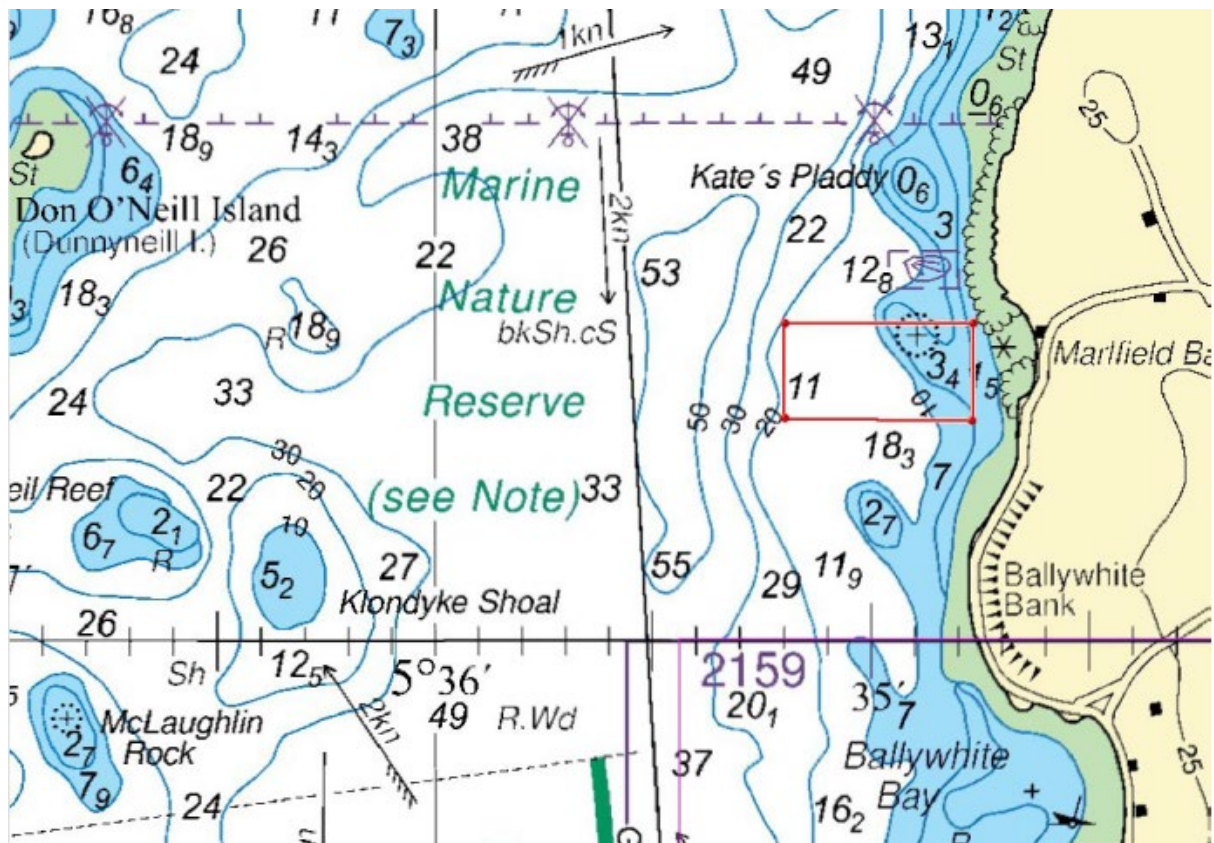 16₈
11
7₃
1kn
13₁
1₂
24
49
St
0₆
25
18₉
14₃
38
St
6₄
Marine
Kate's Pladdy
0₆
2kn
Don O'Neill Island
(Dunnyneill I.)
26
22
22
3
53
12₈
18₃
Nature
bkSh.cS
R
18₉
Marlfield Ba
3₄
1₅
24
33
Reserve
11
10
50
30
20
18₃
30
20
eil Reef
22
(see Note)
33
7
10
2₁
6₇
R
2₇
5₂
27
55
29
11₉
Ballywhite
Bank
Klondyke Shoal
26
Sh
12₅
5°36′
2159
2kn
49
R.Wd
20₁
35′
7
McLaughlin
Rock
2₇
7₉
37
Ballywhite
Bay
25
24
16₂